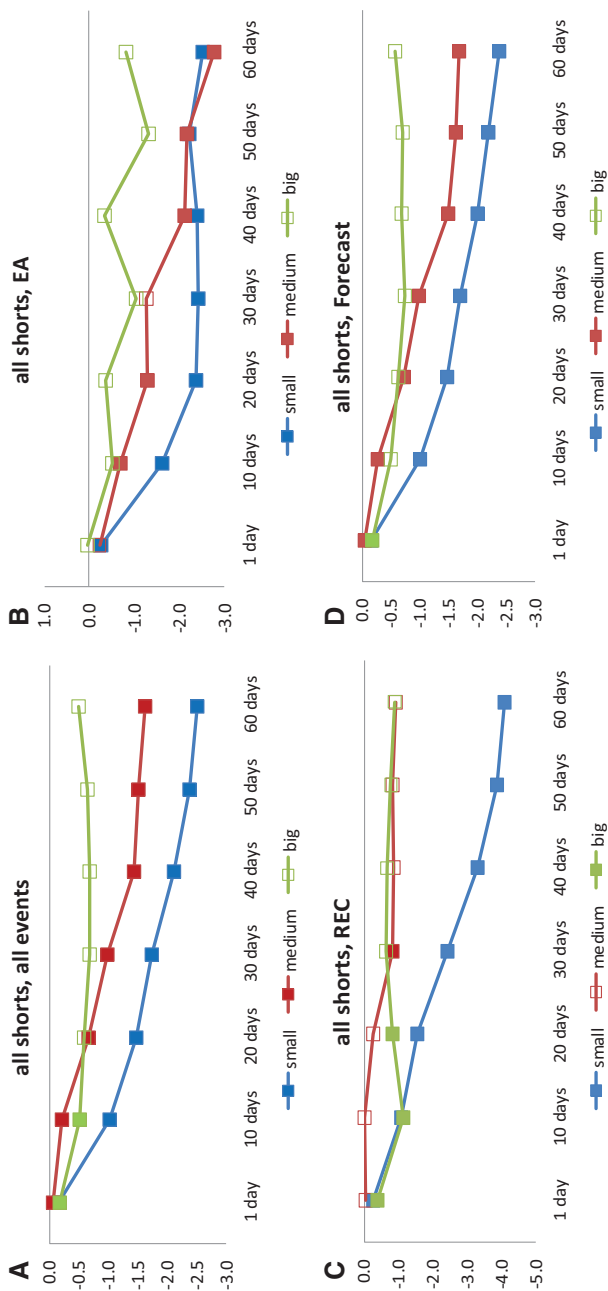 A
all shorts, all events
0.0
-0.5
-1.0
-1.5
-2.0
-2.5
-3.0
1 day 10 days 20 days 30 days 40 days 50 days 60 days
small medium big
B
all shorts, EA
1.0
0.0
-1.0
-2.0
-3.0
1 day 10 days 20 days 30 days 40 days 50 days 60 days
small medium big
C
all shorts, REC
0.0
-1.0
-2.0
-3.0
-4.0
-5.0
1 day 10 days 20 days 30 days 40 days 50 days 60 days
small medium big
D
all shorts, Forecast
0.0
-0.5
-1.0
-1.5
-2.0
-2.5
-3.0
1 day 10 days 20 days 30 days 40 days 50 days 60 days
small medium big